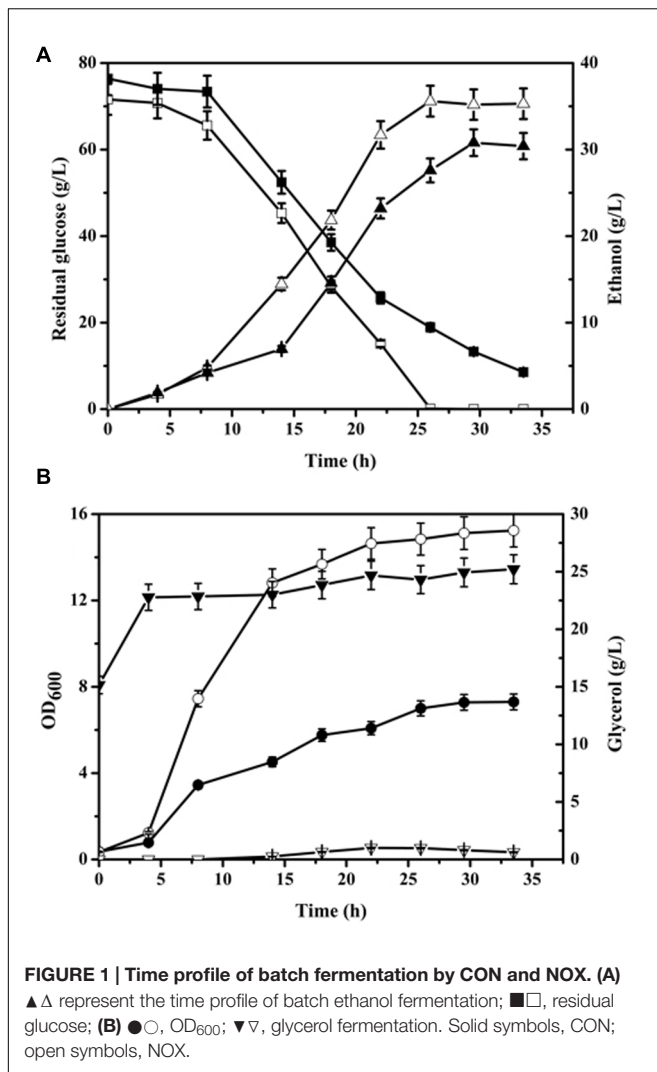 A
80
60
40
20
0
Residual glucose (g/L)
40
30
20
10
0
Ethanol (g/L)
0 5 10 15 20 25 30 35
Time (h)
B
16
12
8
4
0
OD600
30
25
20
15
10
5
0
Glycerol (g/L)
0 5 10 15 20 25 30 35
Time (h)
FIGURE 1 | Time profile of batch fermentation by CON and NOX. (A)
▲ Δ represent the time profile of batch ethanol fermentation; ■□, residual
glucose; (B) ●○, OD600; ▼▽, glycerol fermentation. Solid symbols, CON;
open symbols, NOX.